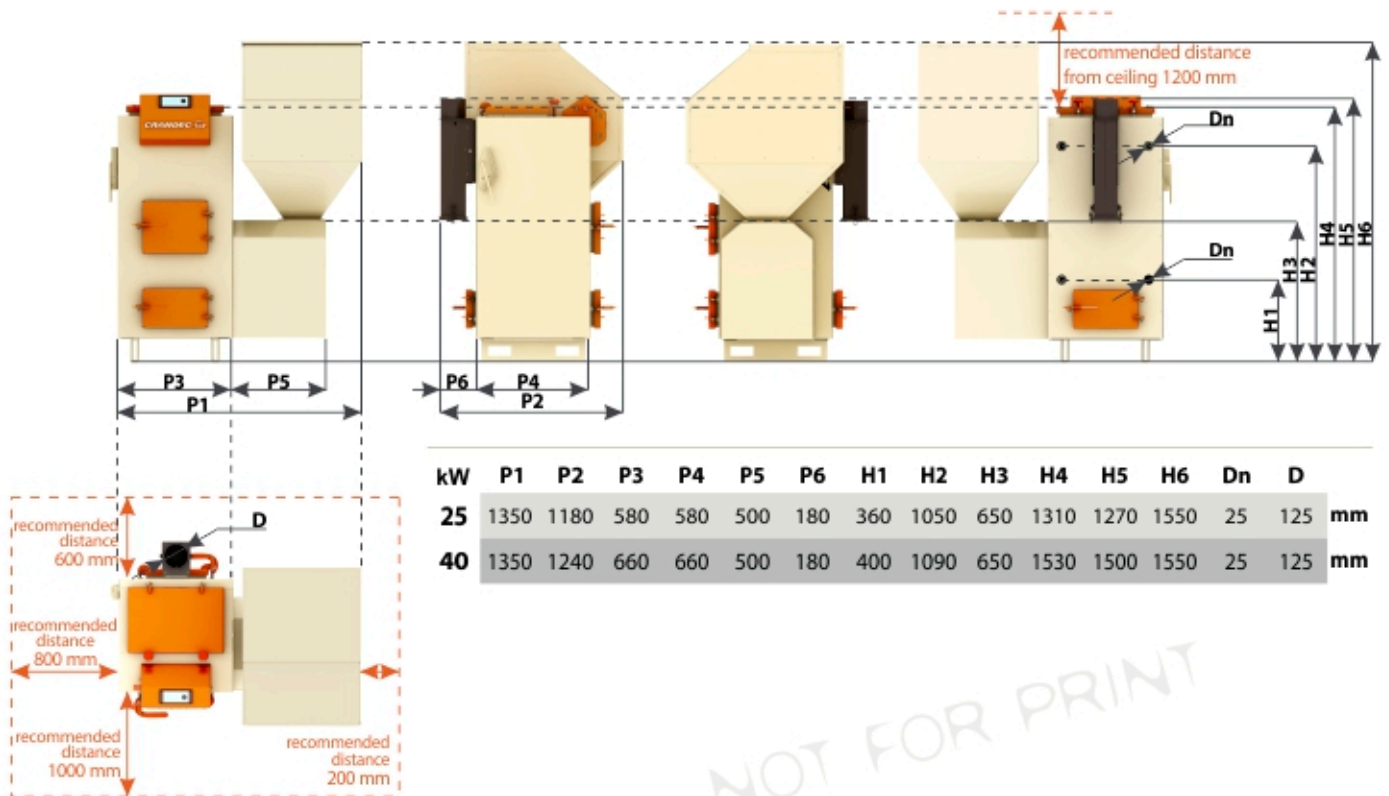 recommended distance
from ceiling 1200 mm
Dn
Dn
H1
H3
H2
H4
H5
H6
P3
P5
P1
P6
P4
P2
recommended
distance
600 mm
D
recommended
distance
800 mm
recommended
distance
1000 mm
recommended
distance
200 mm
kW P1 P2 P3 P4 P5 P6 H1 H2 H3 H4 H5 H6 Dn D
25 1350 1180 580 580 500 180 360 1050 650 1310 1270 1550 25 125 mm
40 1350 1240 660 660 500 180 400 1090 650 1530 1500 1550 25 125 mm
NOT FOR PRINT